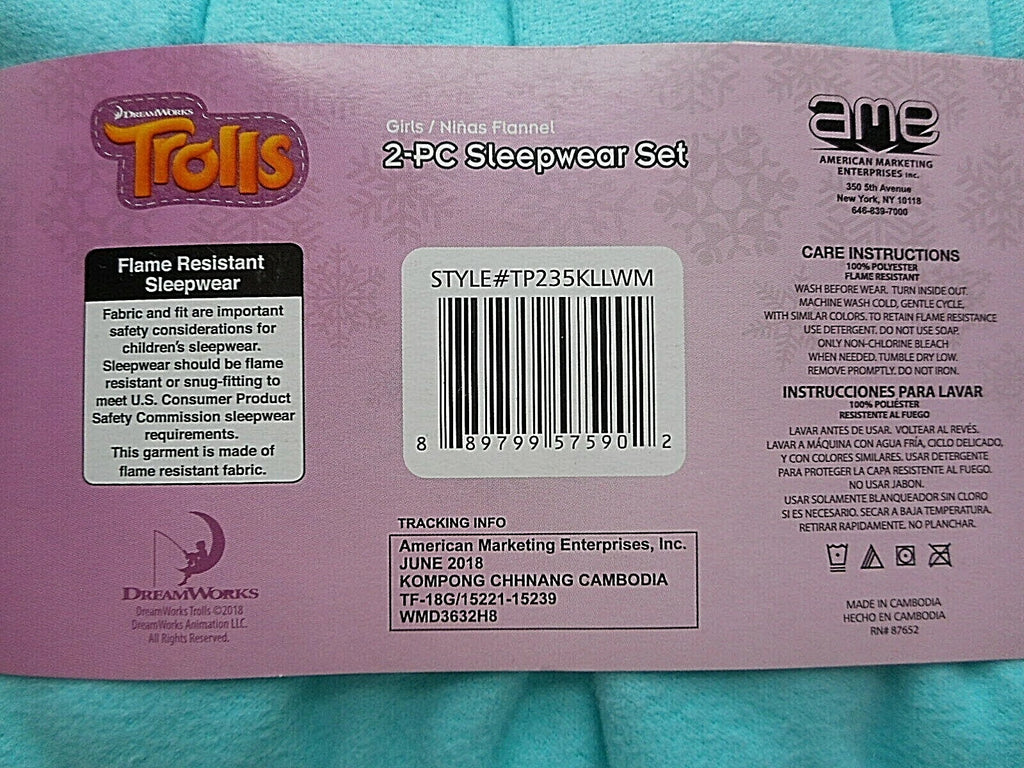 DREAMWORKS
Trolls
Girls / Niñas Flannel
2-PC Sleepwear Set
ame
AMERICAN MARKETING
ENTERPRISES INC.
350 5th Avenue
New York, NY 10118
646-839-7000
Flame Resistant
Sleepwear
Fabric and fit are important
safety considerations for
children's sleepwear.
Sleepwear should be flame
resistant or snug-fitting to
meet U.S. Consumer Product
Safety Commission sleepwear
requirements.
This garment is made of
flame resistant fabric.
STYLE#TP235KLLWM
8 89799 57590 2
CARE INSTRUCTIONS
100% POLYESTER
FLAME RESISTANT
WASH BEFORE WEAR. TURN INSIDE OUT.
MACHINE WASH COLD, GENTLE CYCLE,
WITH SIMILAR COLORS. TO RETAIN FLAME RESISTANCE
USE DETERGENT. DO NOT USE SOAP.
ONLY NON-CHLORINE BLEACH
WHEN NEEDED. TUMBLE DRY LOW.
REMOVE PROMPTLY. DO NOT IRON.
INSTRUCCIONES PARA LAVAR
100% POLIÉSTER
RESISTENTE AL FUEGO
LAVAR ANTES DE USAR. VOLTEAR AL REVÉS.
LAVAR A MÁQUINA CON AGUA FRÍA, CICLO DELICADO,
Y CON COLORES SIMILARES. USAR DETERGENTE
PARA PROTEGER LA CAPA RESISTENTE AL FUEGO.
NO USAR JABON.
USAR SOLAMENTE BLANQUEADOR SIN CLORO
SI ES NECESARIO. SECAR A BAJA TEMPERATURA.
RETIRAR RAPIDAMENTE. NO PLANCHAR.
DREAMWORKS
DreamWorks Trolls ©2018
DreamWorks Animation LLC.
All Rights Reserved.
TRACKING INFO
American Marketing Enterprises, Inc.
JUNE 2018
KOMPONG CHHNANG CAMBODIA
TF-18G/15221-15239
WMD3632H8
MADE IN CAMBODIA
HECHO EN CAMBODIA
RN# 87652